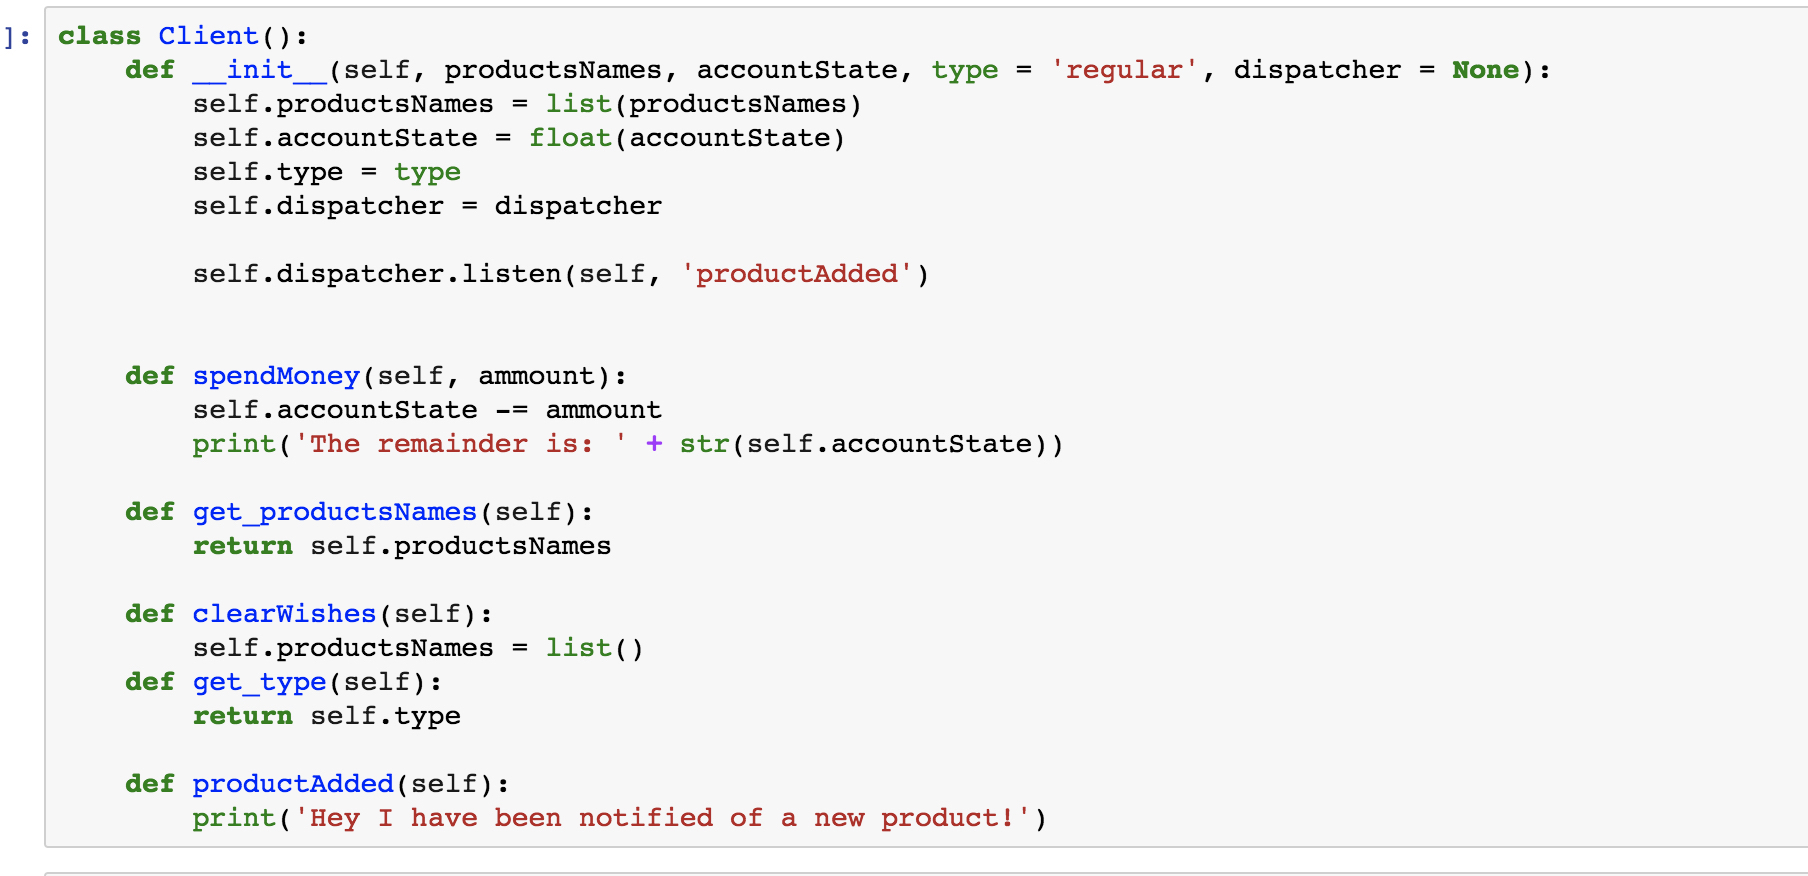 ]: class Client():
    def __init__(self, productsNames, accountState, type = 'regular', dispatcher = None):
        self.productsNames = list(productsNames)
        self.accountState = float(accountState)
        self.type = type
        self.dispatcher = dispatcher

        self.dispatcher.listen(self, 'productAdded')


    def spendMoney(self, ammount):
        self.accountState -= ammount
        print('The remainder is: ' + str(self.accountState))

    def get_productsNames(self):
        return self.productsNames

    def clearWishes(self):
        self.productsNames = list()
    def get_type(self):
        return self.type

    def productAdded(self):
        print('Hey I have been notified of a new product!')